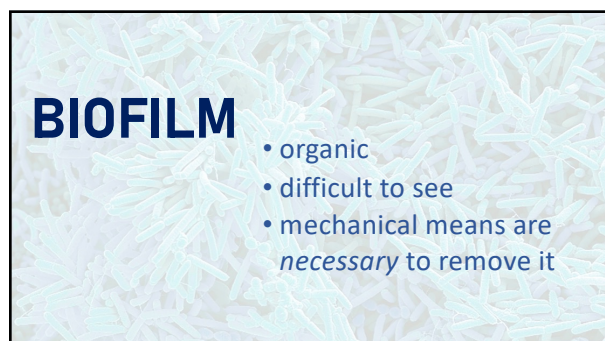 BIOFILM
• organic
• difficult to see
• mechanical means are
necessary to remove it